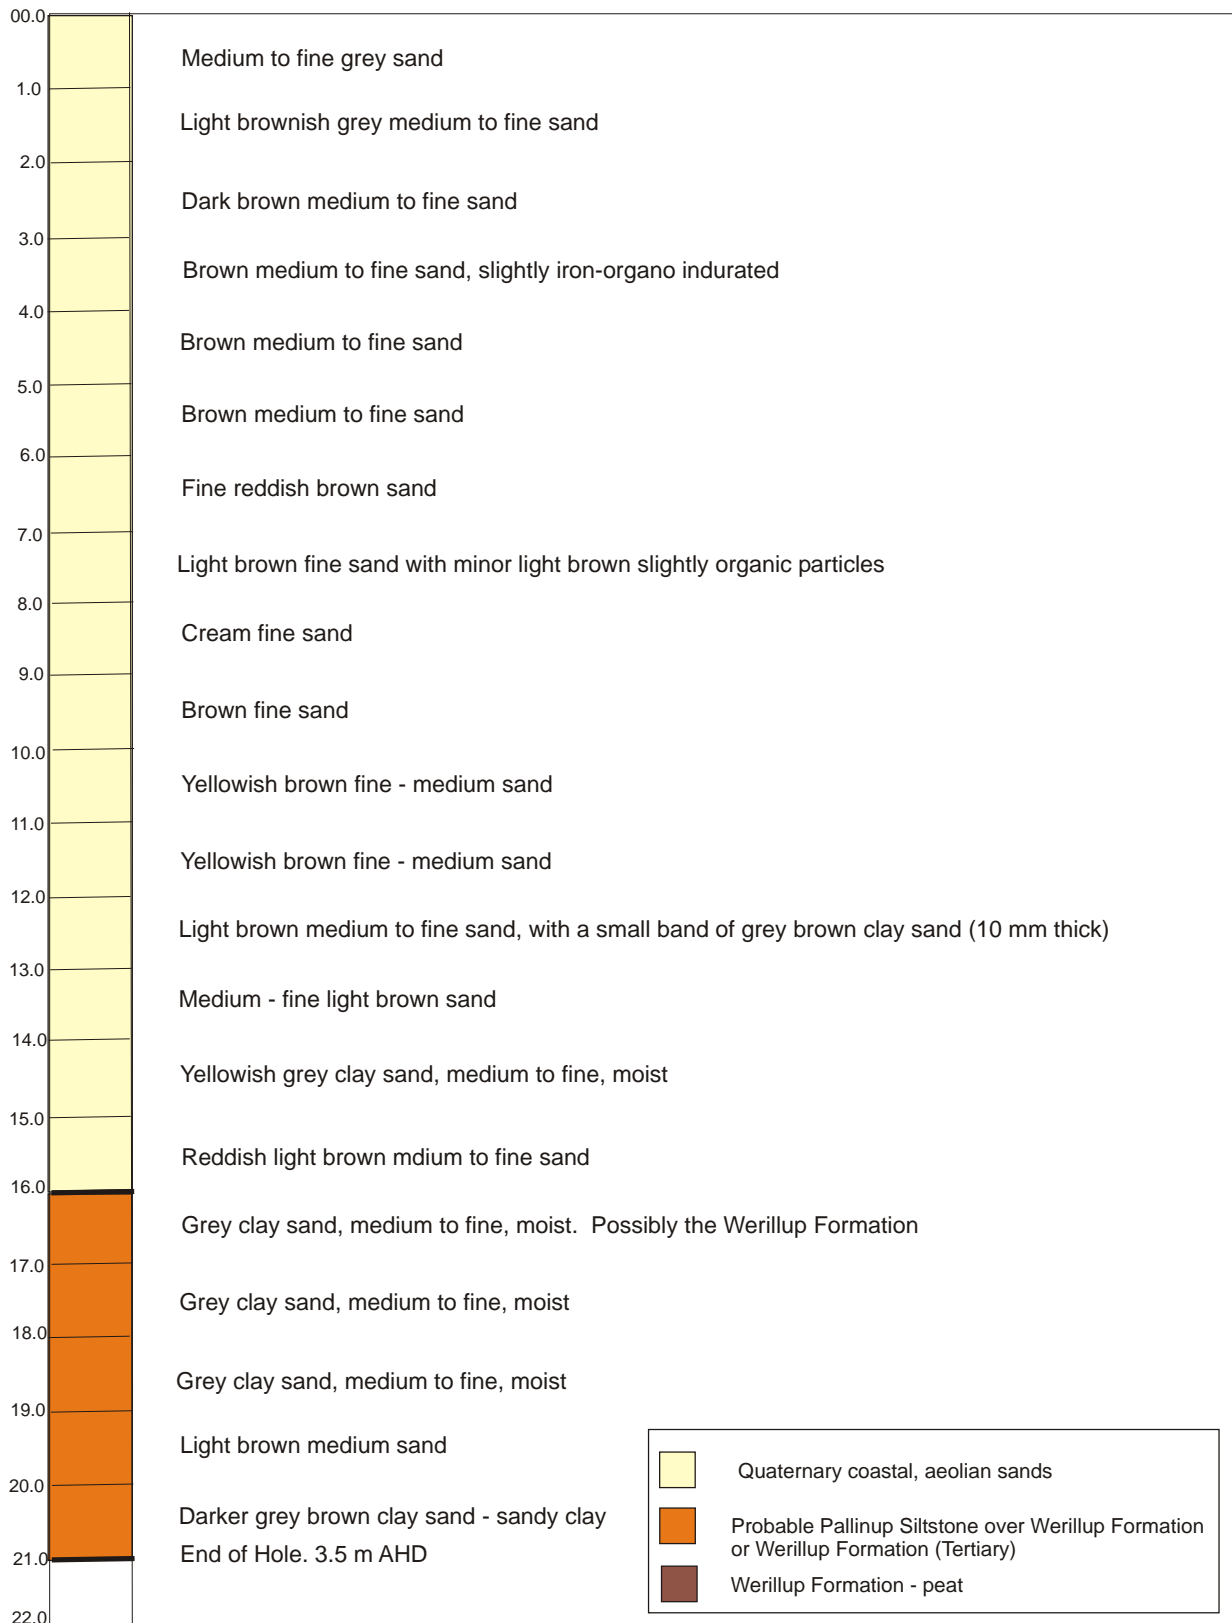 00.0
Medium to fine grey sand
1.0
Light brownish grey medium to fine sand
2.0
Dark brown medium to fine sand
3.0
Brown medium to fine sand, slightly iron-organo indurated
4.0
Brown medium to fine sand
5.0
Brown medium to fine sand
6.0
Fine reddish brown sand
7.0
Light brown fine sand with minor light brown slightly organic particles
8.0
Cream fine sand
9.0
Brown fine sand
10.0
Yellowish brown fine - medium sand
11.0
Yellowish brown fine - medium sand
12.0
Light brown medium to fine sand, with a small band of grey brown clay sand (10 mm thick)
13.0
Medium - fine light brown sand
14.0
Yellowish grey clay sand, medium to fine, moist
15.0
Reddish light brown mdium to fine sand
16.0
Grey clay sand, medium to fine, moist.  Possibly the Werillup Formation
17.0
Grey clay sand, medium to fine, moist
18.0
Grey clay sand, medium to fine, moist
19.0
Light brown medium sand
20.0
Darker grey brown clay sand - sandy clay
End of Hole. 3.5 m AHD
21.0
22.0
Quaternary coastal, aeolian sands
Probable Pallinup Siltstone over Werillup Formation
or Werillup Formation (Tertiary)
Werillup Formation - peat